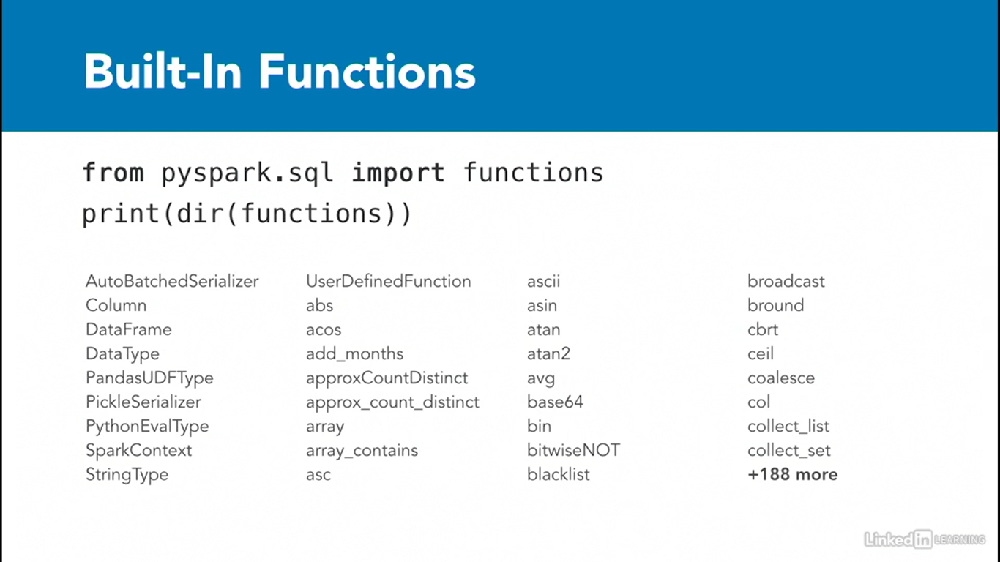 Built-In Functions
from pyspark.sql import functions
print(dir(functions))
AutoBatchedSerializer
Column
DataFrame
DataType
PandasUDFType
PickleSerializer
PythonEvalType
SparkContext
StringType
UserDefinedFunction
abs
acos
add_months
approxCountDistinct
approx_count_distinct
array
array_contains
asc
ascii
asin
atan
atan2
avg
base64
bin
bitwiseNOT
blacklist
broadcast
bround
cbrt
ceil
coalesce
col
collect_list
collect_set
+188 more
Linked in LEARNING